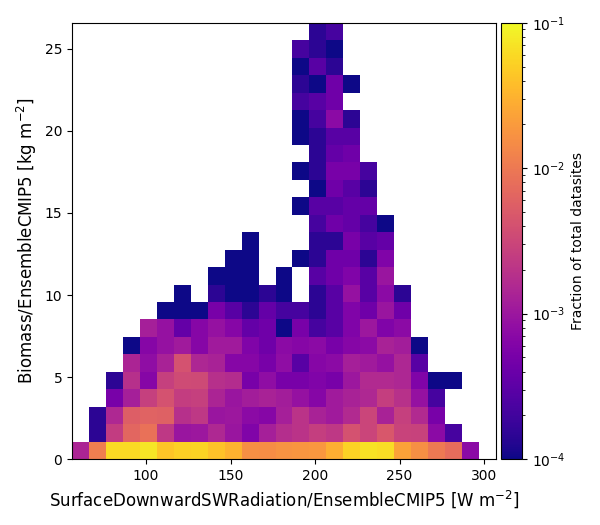 Biomass/EnsembleCMIP5 [kg m⁻²]
25
20
15
10
5
0
100 150 200 250 300
SurfaceDownwardSWRadiation/EnsembleCMIP5 [W m⁻²]
10⁻¹
10⁻²
10⁻³
10⁻⁴
Fraction of total datasites